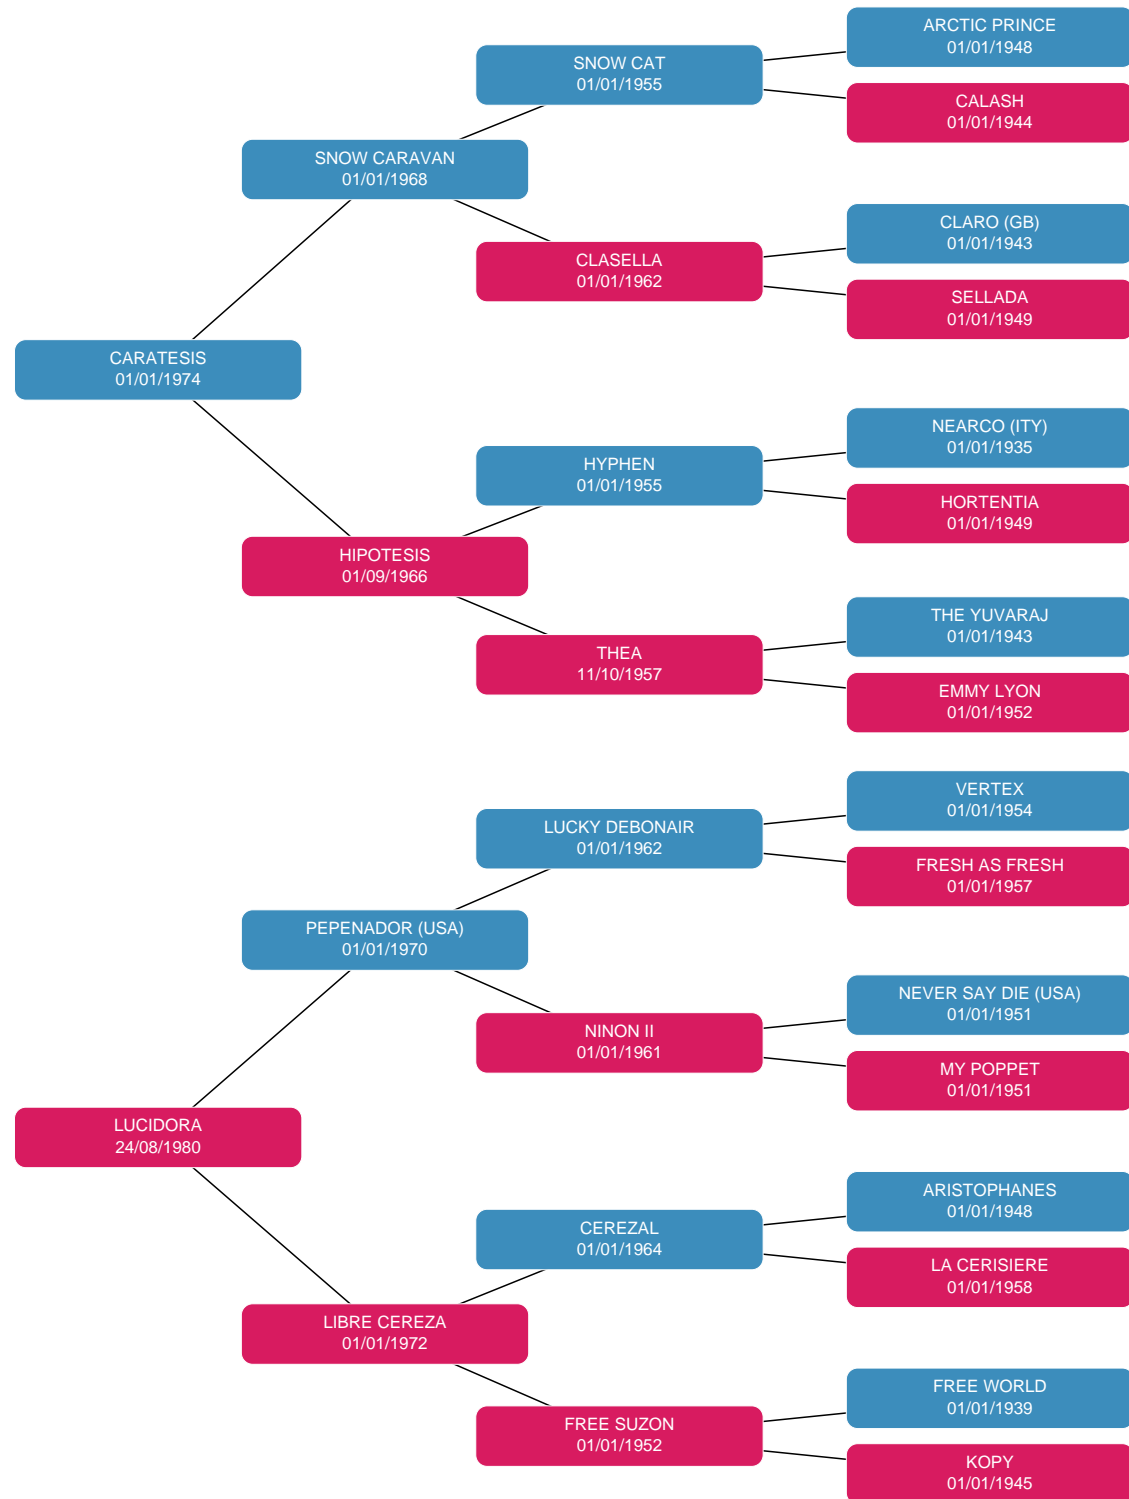 ARCTIC PRINCE
01/01/1948
SNOW CAT
01/01/1955
CALASH
01/01/1944
SNOW CARAVAN
01/01/1968
CLARO (GB)
01/01/1943
CLASELLA
01/01/1962
SELLADA
01/01/1949
CARATESIS
01/01/1974
NEARCO (ITY)
01/01/1935
HYPHEN
01/01/1955
HORTENTIA
01/01/1949
HIPOTESIS
01/09/1966
THE YUVARAJ
01/01/1943
THEA
11/10/1957
EMMY LYON
01/01/1952
VERTEX
01/01/1954
LUCKY DEBONAIR
01/01/1962
FRESH AS FRESH
01/01/1957
PEPENADOR (USA)
01/01/1970
NEVER SAY DIE (USA)
01/01/1951
NINON II
01/01/1961
MY POPPET
01/01/1951
LUCIDORA
24/08/1980
ARISTOPHANES
01/01/1948
CEREZAL
01/01/1964
LA CERISIERE
01/01/1958
LIBRE CEREZA
01/01/1972
FREE WORLD
01/01/1939
FREE SUZON
01/01/1952
KOPY
01/01/1945